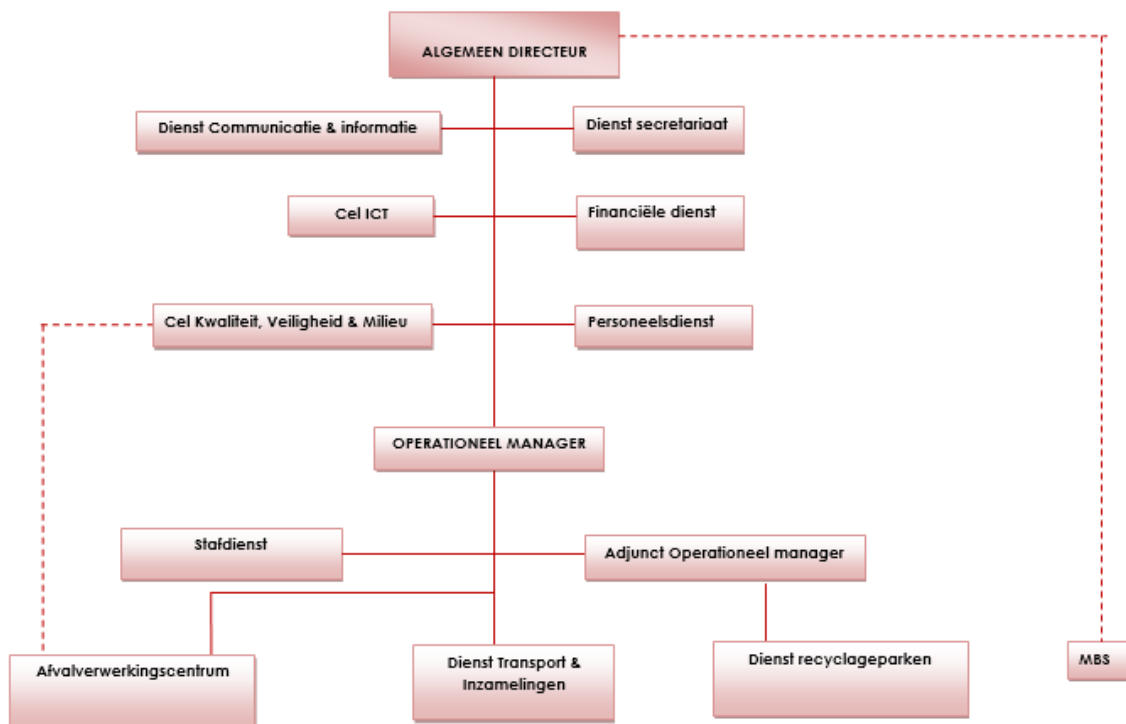 ALGEMEEN DIRECTEUR
Dienst Communicatie & informatie
Dienst secretariaat
Cel ICT
Financiële dienst
Cel Kwaliteit, Veiligheid & Milieu
Personeelsdienst
OPERATIONEEL MANAGER
Stafdienst
Adjunct Operationeel manager
Afvalverwerkingscentrum
Dienst Transport &
Inzamelingen
Dienst recyclageparken
MBS